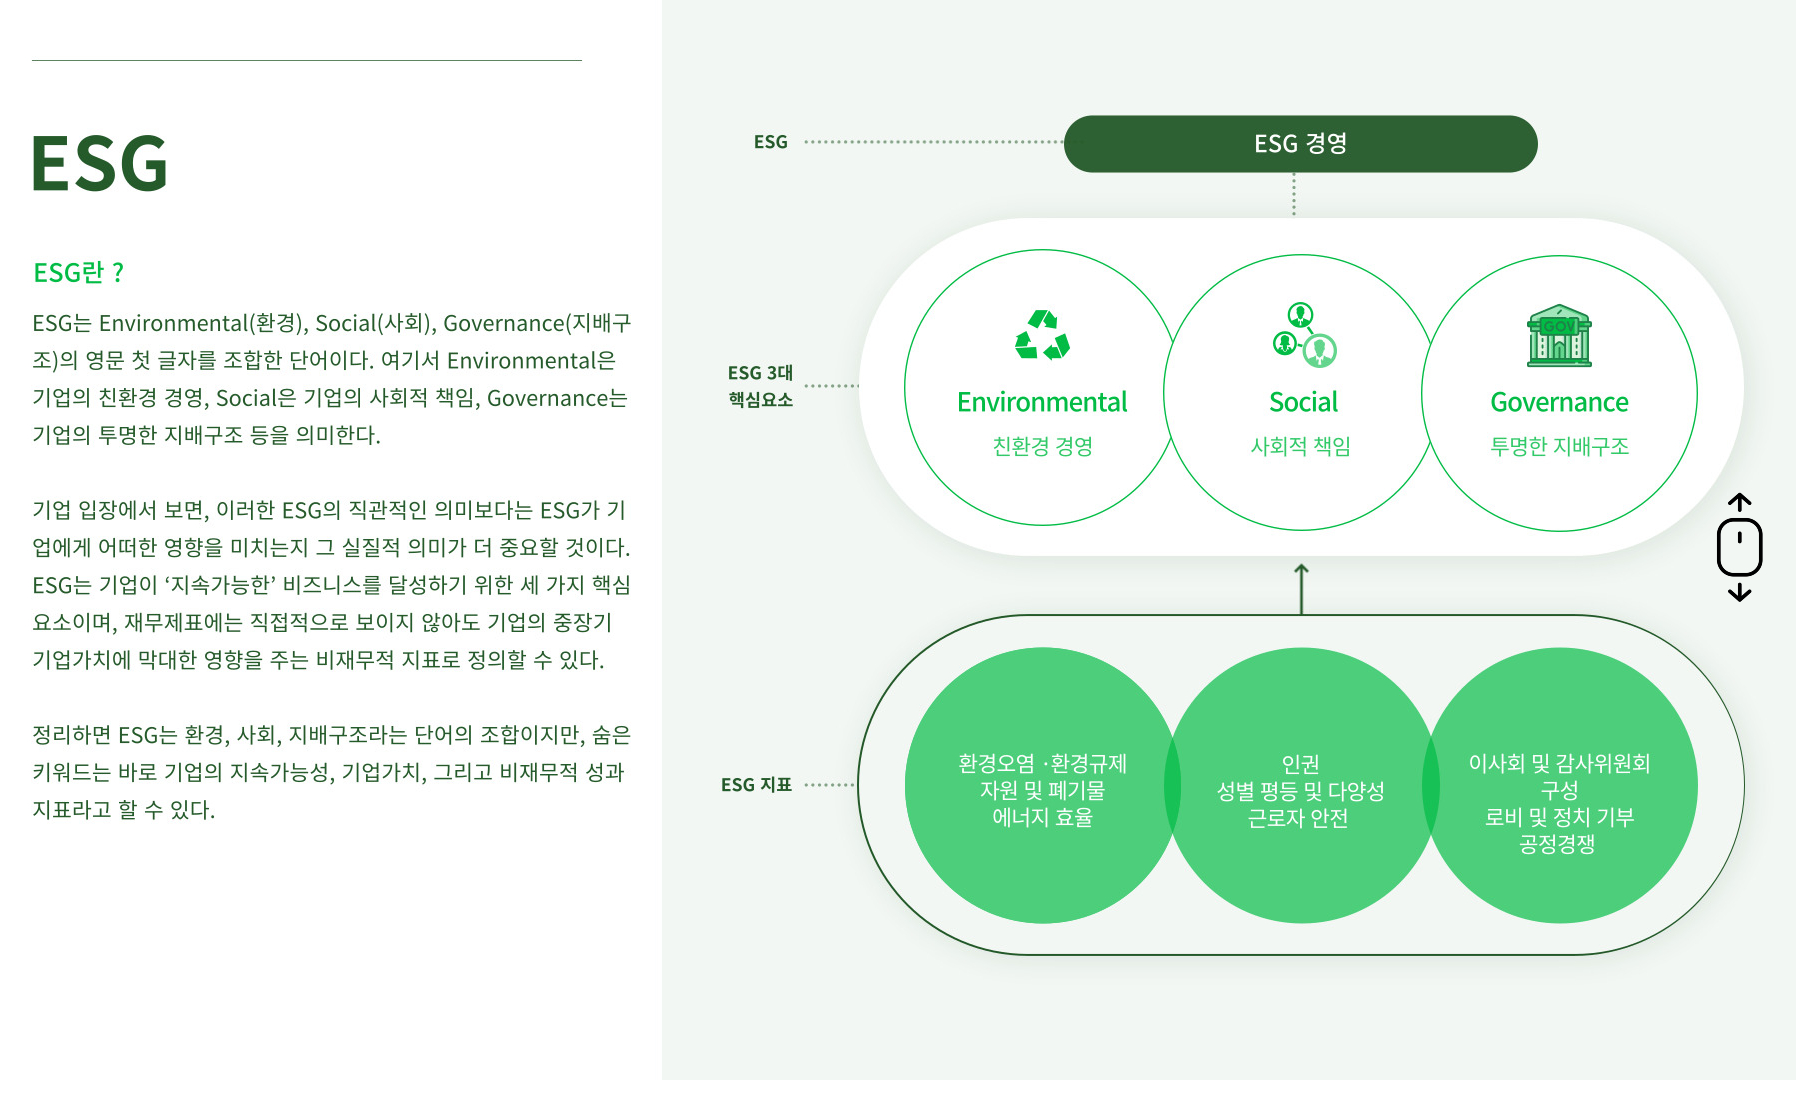 ESG
ESG란 ?
ESG는 Environmental(환경), Social(사회), Governance(지배구
조)의 영문 첫 글자를 조합한 단어이다. 여기서 Environmental은
기업의 친환경 경영, Social은 기업의 사회적 책임, Governance는
기업의 투명한 지배구조 등을 의미한다.
기업 입장에서 보면, 이러한 ESG의 직관적인 의미보다는 ESG가 기
업에게 어떠한 영향을 미치는지 그 실질적 의미가 더 중요할 것이다.
ESG는 기업이 ‘지속가능한’ 비즈니스를 달성하기 위한 세 가지 핵심
요소이며, 재무제표에는 직접적으로 보이지 않아도 기업의 중장기
기업가치에 막대한 영향을 주는 비재무적 지표로 정의할 수 있다.
정리하면 ESG는 환경, 사회, 지배구조라는 단어의 조합이지만, 숨은
키워드는 바로 기업의 지속가능성, 기업가치, 그리고 비재무적 성과
지표라고 할 수 있다.
ESG
ESG 경영
ESG 3대
핵심요소
Environmental
친환경 경영
Social
사회적 책임
GOV
Governance
투명한 지배구조
ESG 지표
환경오염 ·환경규제
자원 및 폐기물
에너지 효율
인권
성별 평등 및 다양성
근로자 안전
이사회 및 감사위원회
구성
로비 및 정치 기부
공정경쟁